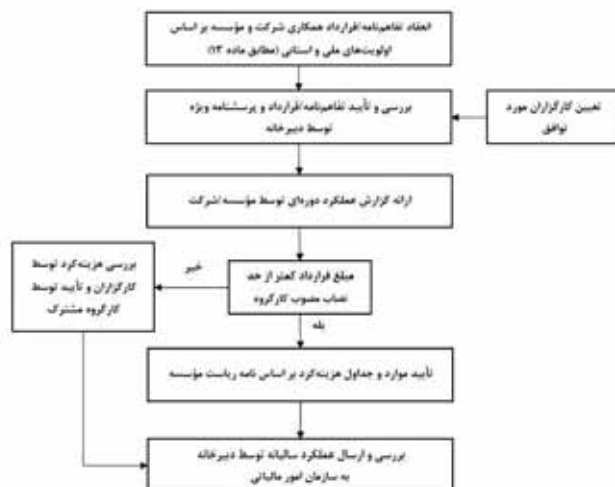 انعقاد تفاهم‌نامه/قرارداد همکاری شرکت و مؤسسه بر اساس
اولویت‌های ملی و استانی (مطابق ماده ۱۳)
بررسی و تأیید تفاهم‌نامه/قرارداد و پرسشنامه ویژه
توسط دبیرخانه
تعیین کارگزاران مورد
توافق
ارائه گزارش عملکرد دوره‌ای توسط مؤسسه/شرکت
مبلغ قرارداد کمتر از حد
نصاب مصوب کارگروه
خیر
بررسی هزینه‌کرد توسط
کارگزاران و تأیید توسط
کارگروه مشترک
بله
تأیید موارد و جداول هزینه‌کرد بر اساس نامه ریاست مؤسسه
بررسی و ارسال عملکرد سالیانه توسط دبیرخانه
به سازمان امور مالیاتی